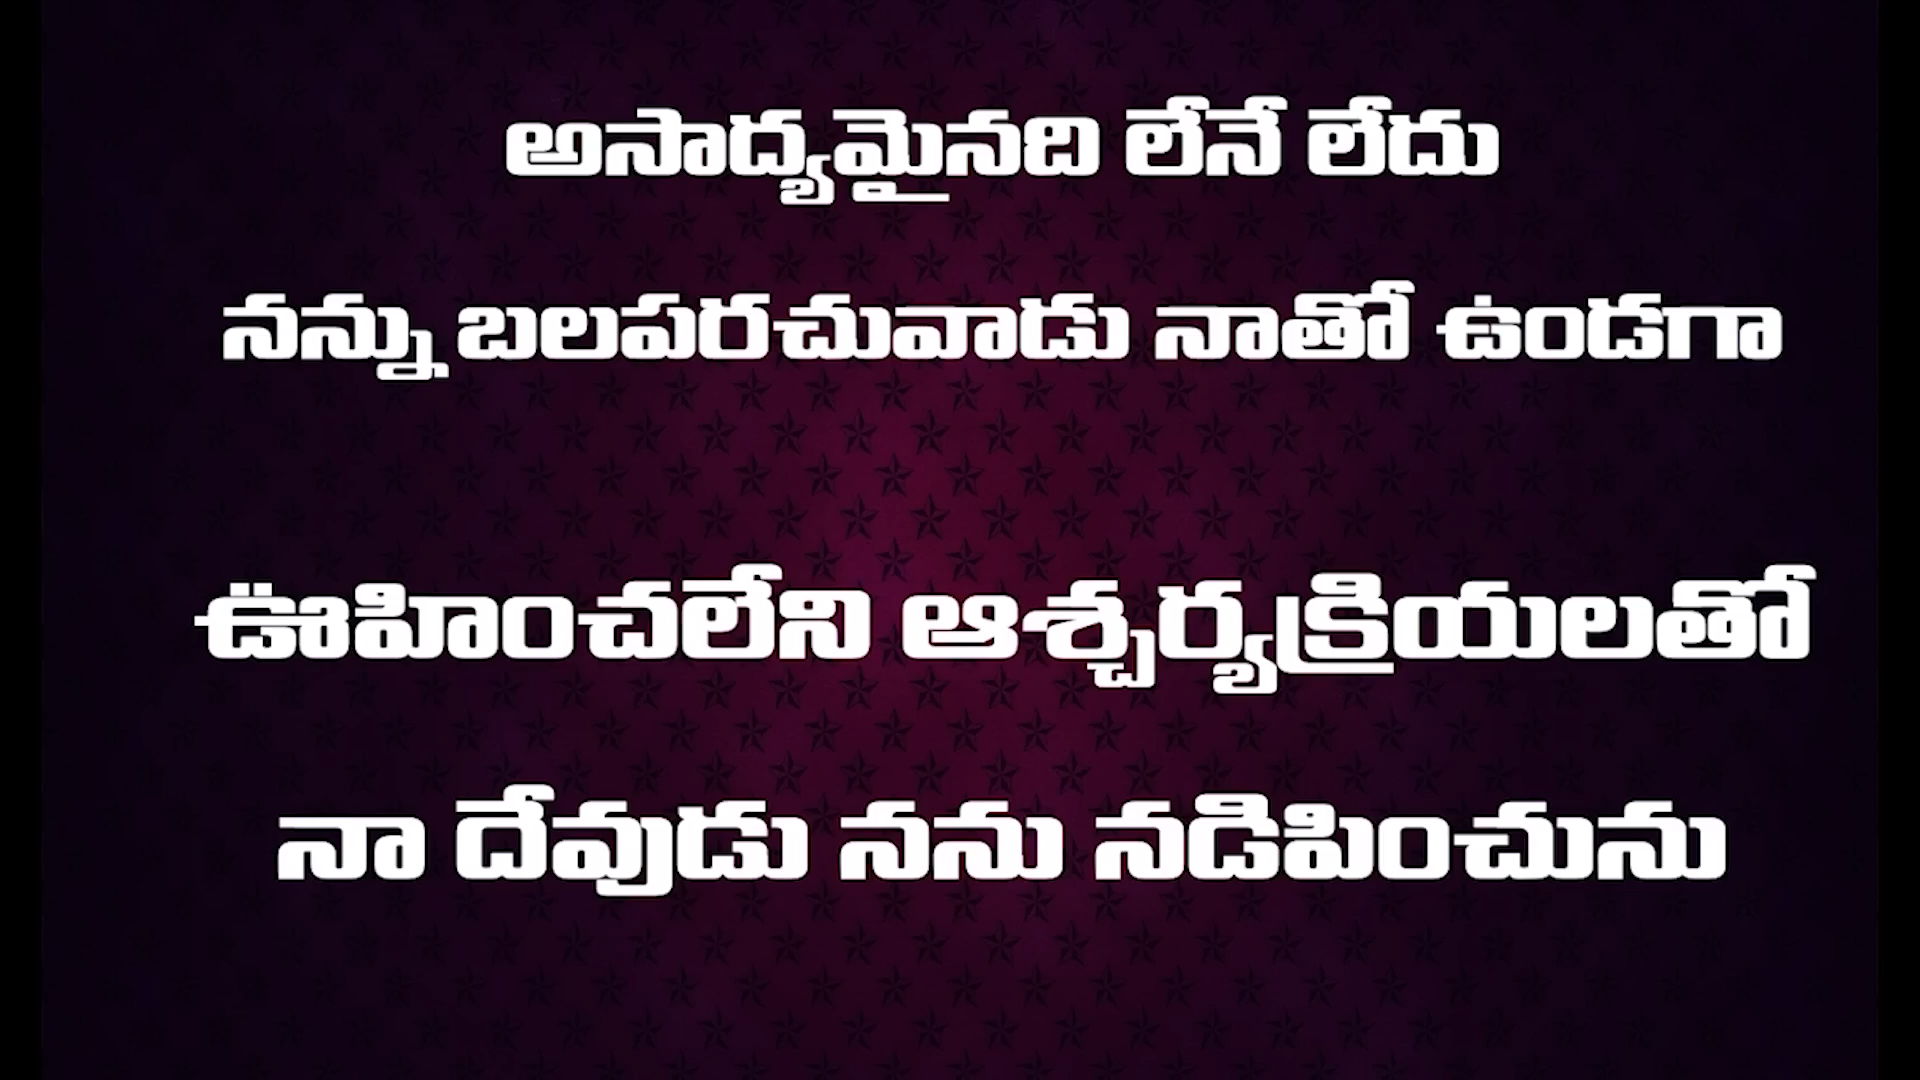 అసాద్యమైనది లేనే లేదు
నన్ను బలపరచువాడు నాతో ఉండగా
ఊహించలేని ఆశ్చర్యక్రియలతో
నా దేవుడు నను నడిపించును